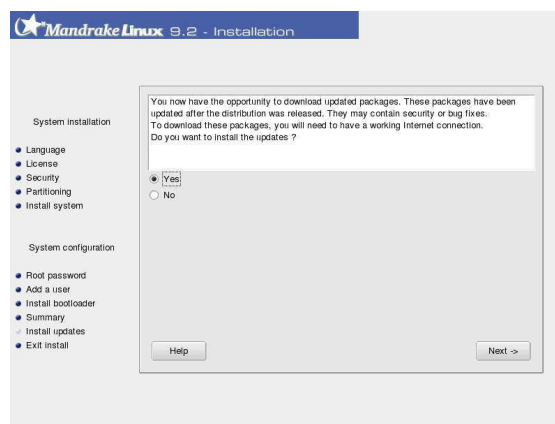 Mandrake Linux 9.2 - Installation
System installation
Language
License
Security
Partitioning
Install system
System configuration
Root password
Add a user
Install bootloader
Summary
Install updates
Exit install
You now have the opportunity to download updated packages. These packages have been
updated after the distribution was released. They may contain security or bug fixes.
To download these packages, you will need to have a working Internet connection.
Do you want to install the updates ?
Yes
No
Help
Next ->